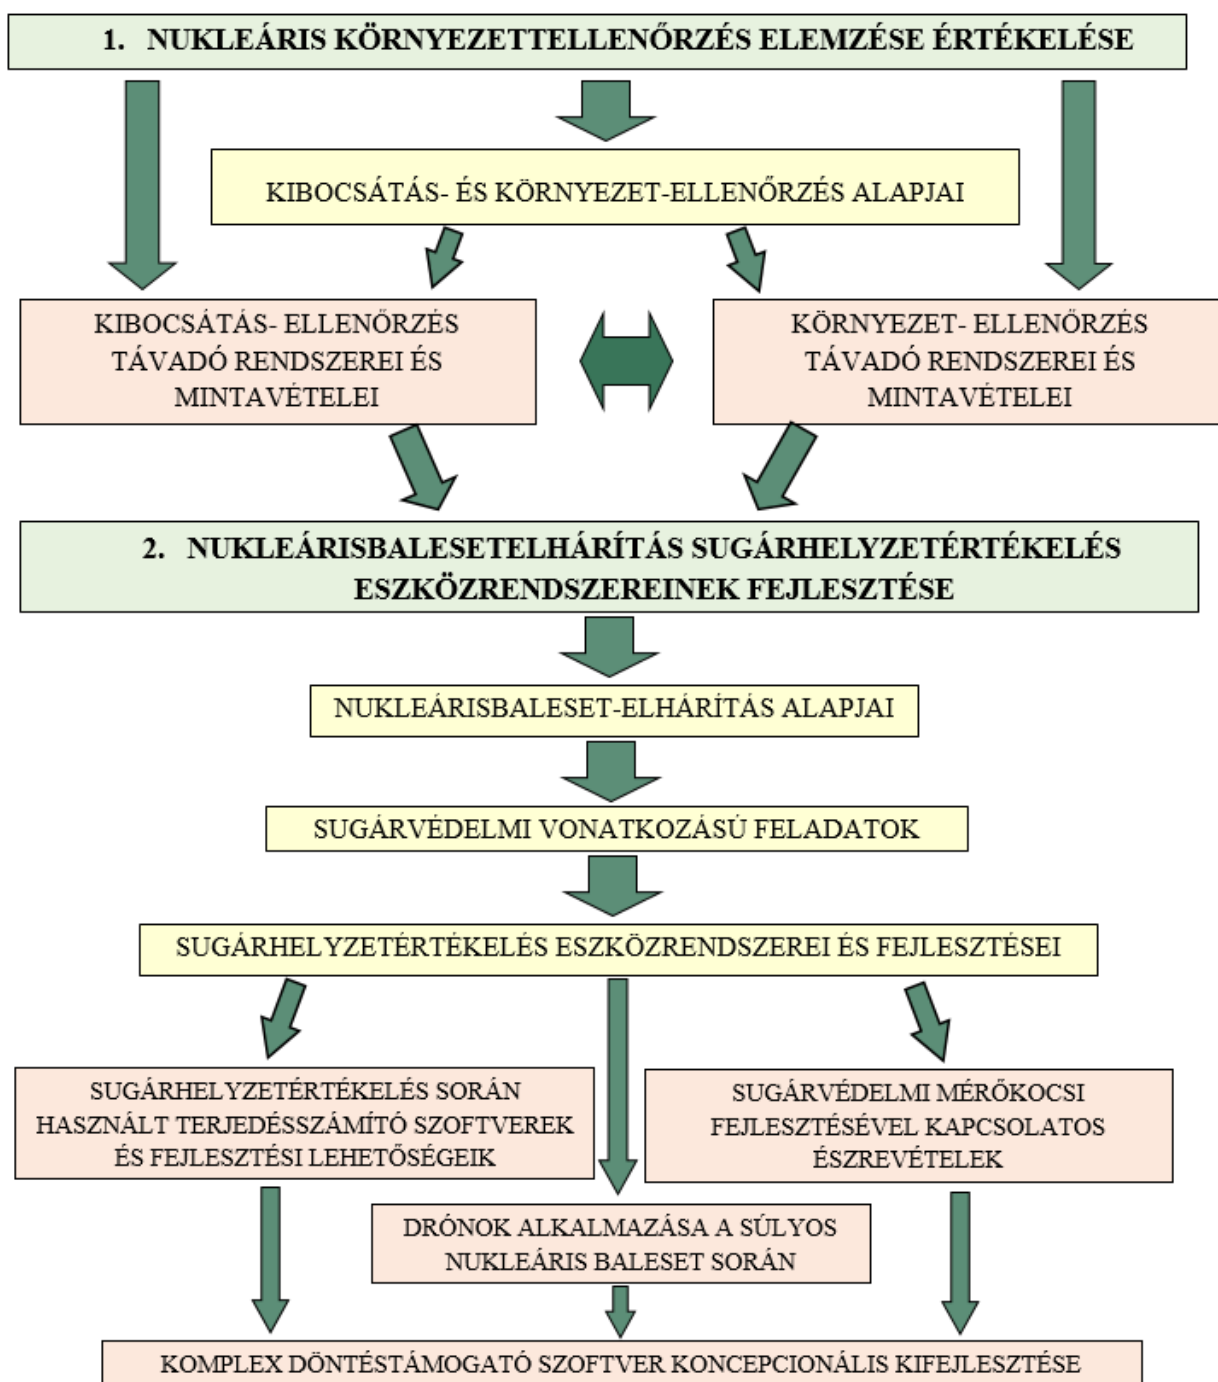 1. NUKLEÁRIS KÖRNYEZETTELLENŐRZÉS ELEMZÉSE ÉRTÉKELÉSE
KIBOCSÁTÁS- ÉS KÖRNYEZET-ELLENŐRZÉS ALAPJAI
KIBOCSÁTÁS- ELLENŐRZÉS
TÁVADÓ RENDSZEREI ÉS
MINTAVÉTELEI
KÖRNYEZET- ELLENŐRZÉS
TÁVADÓ RENDSZEREI ÉS
MINTAVÉTELEI
2. NUKLEÁRISBALESETELHÁRÍTÁS SUGÁRHELYZETÉRTÉKELÉS
ESZKÖZRENDSZEREINEK FEJLESZTÉSE
NUKLEÁRISBALESET-ELHÁRÍTÁS ALAPJAI
SUGÁRVÉDELMI VONATKOZÁSÚ FELADATOK
SUGÁRHELYZETÉRTÉKELÉS ESZKÖZRENDSZEREI ÉS FEJLESZTÉSEI
SUGÁRHELYZETÉRTÉKELÉS SORÁN
HASZNÁLT TERJEDÉSSZÁMÍTÓ SZOFTVEREK
ÉS FEJLESZTÉSI LEHETŐSÉGEIK
SUGÁRVÉDELMI MÉRŐKOCSI
FEJLESZTÉSÉVEL KAPCSOLATOS
ÉSZREVÉTELEK
DRÓNOK ALKALMAZÁSA A SÚLYOS
NUKLEÁRIS BALESET SORÁN
KOMPLEX DÖNTÉSTÁMOGATÓ SZOFTVER KONCEPCIONÁLIS KIFEJLESZTÉSE